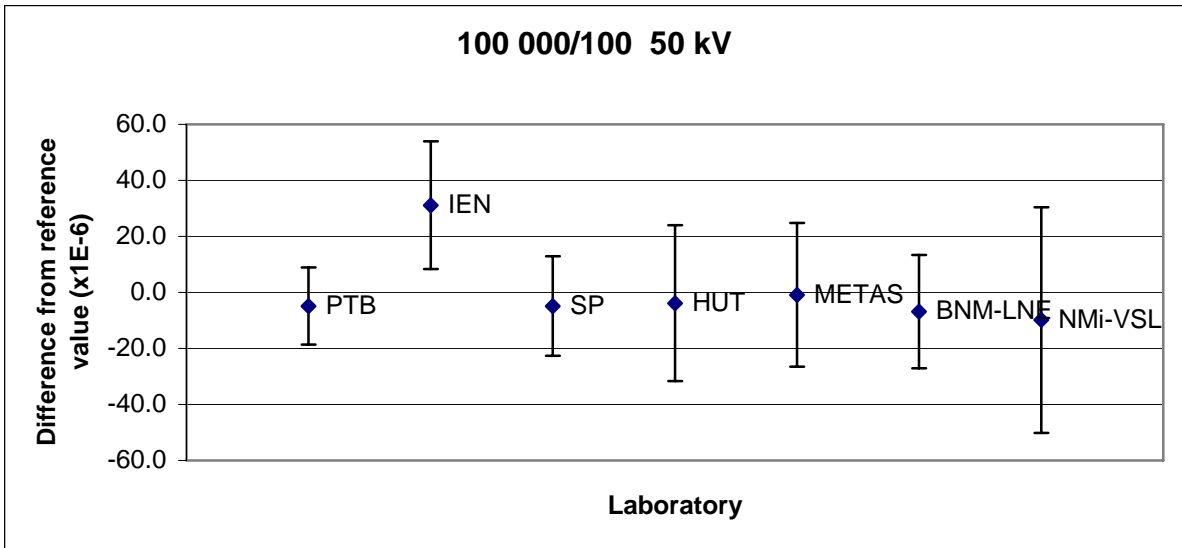 100 000/100 50 kV
Difference from reference
value (x1E-6)
60.0
40.0
20.0
0.0
-20.0
-40.0
-60.0
PTB
IEN
SP
HUT
METAS
BNM-LNE
NMi-VSL
Laboratory